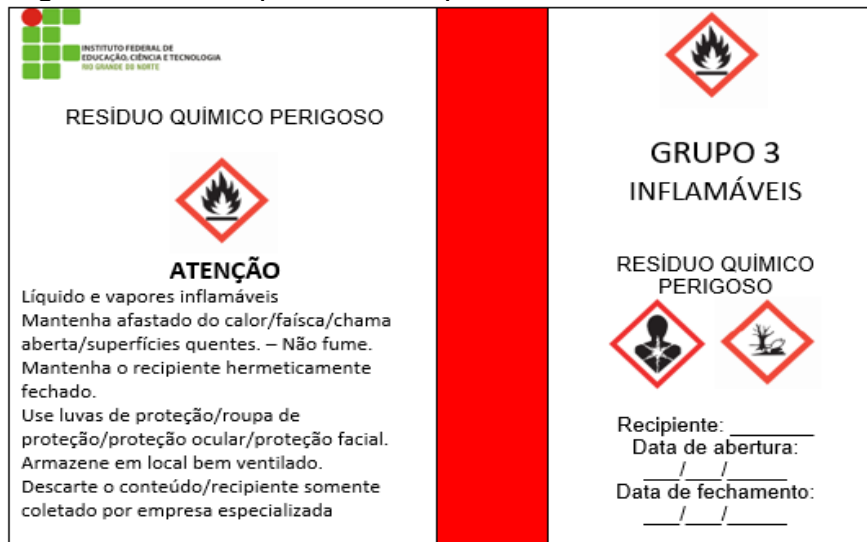 INSTITUTO FEDERAL DE
EDUCAÇÃO, CIÊNCIA E TECNOLOGIA
RIO GRANDE DO NORTE
RESÍDUO QUÍMICO PERIGOSO
ATENÇÃO
Líquido e vapores inflamáveis
Mantenha afastado do calor/faísca/chama
aberta/superfícies quentes. – Não fume.
Mantenha o recipiente hermeticamente
fechado.
Use luvas de proteção/roupa de
proteção/proteção ocular/proteção facial.
Armazene em local bem ventilado.
Descarte o conteúdo/recipiente somente
coletado por empresa especializada
GRUPO 3
INFLAMÁVEIS
RESÍDUO QUÍMICO
PERIGOSO
Recipiente: _______
Data de abertura:
___/___/_____
Data de fechamento:
___/___/_____